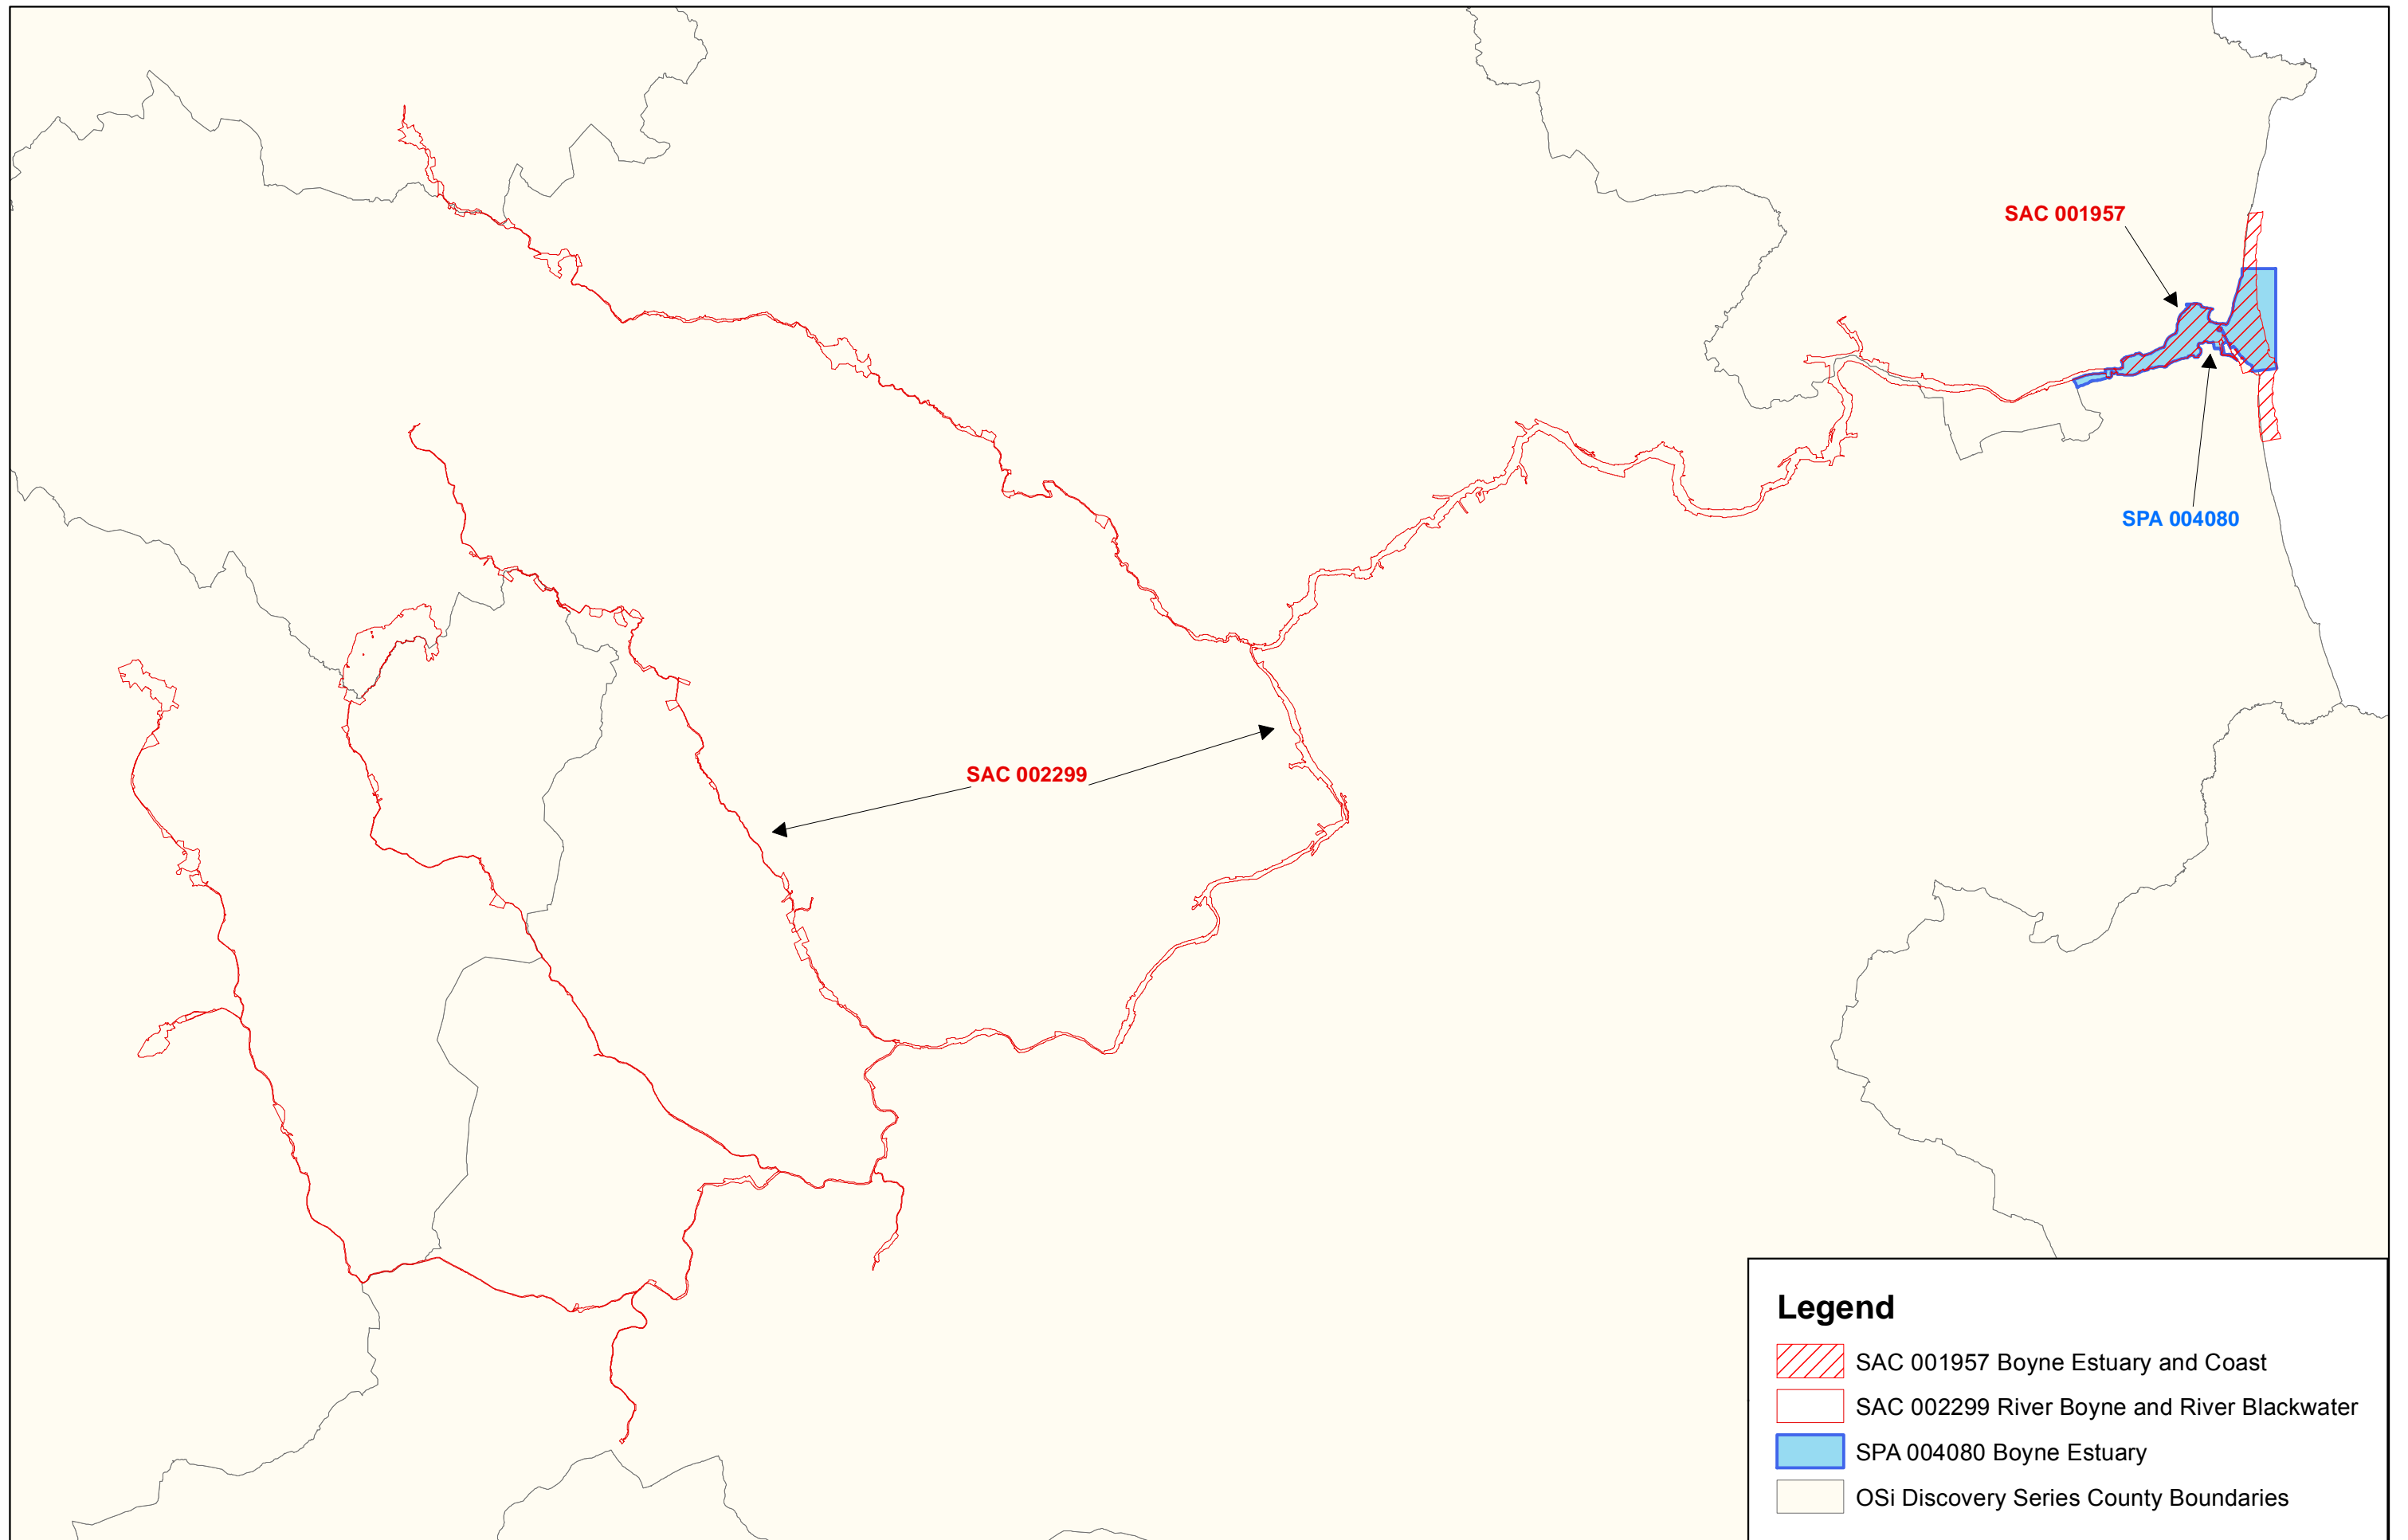 SAC 001957
SPA 004080
SAC 002299
Legend
SAC 001957 Boyne Estuary and Coast
SAC 002299 River Boyne and River Blackwater
SPA 004080 Boyne Estuary
OSi Discovery Series County Boundaries